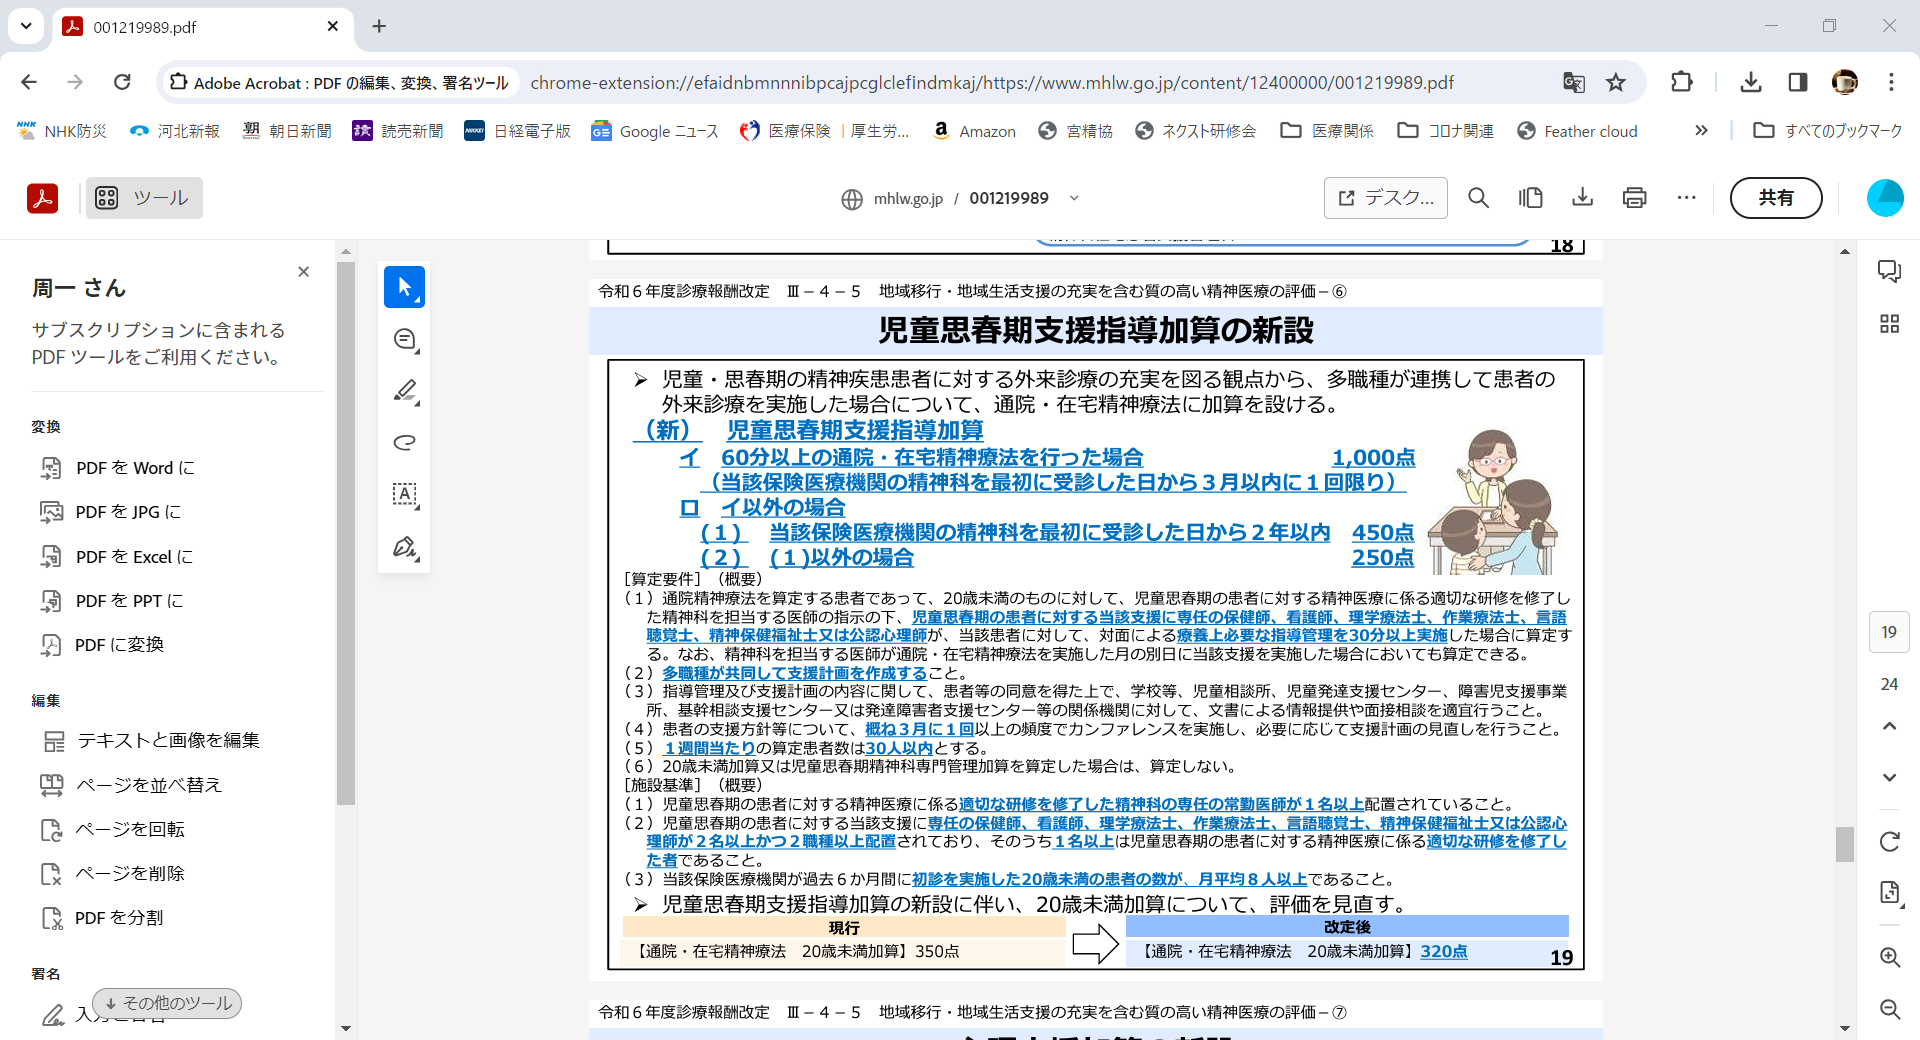 001219989.pdf
Adobe Acrobat : PDF の編集、変換、署名ツール
chrome-extension://efaidnbmnnnibpcajpcglclefindmkaj/https://www.mhlw.go.jp/content/12400000/001219989.pdf
NHK防災
河北新報
朝日新聞
読売新聞
日経電子版
Google ニュース
医療保険 ｜厚生労...
Amazon
宮精協
ネクスト研修会
医療関係
コロナ関連
Feather cloud
»
すべてのブックマーク
ツール
mhlw.go.jp / 001219989
デスク...
共有
周一 さん
サブスクリプションに含まれる
PDF ツールをご利用ください。
変換
PDF を Word に
PDF を JPG に
PDF を Excel に
PDF を PPT に
PDF に変換
編集
テキストと画像を編集
ページを並べ替え
ページを回転
ページを削除
PDF を分割
署名
その他のツール
18
令和６年度診療報酬改定　Ⅲ－４－５　地域移行・地域生活支援の充実を含む質の高い精神医療の評価－⑥
児童思春期支援指導加算の新設
➢ 児童・思春期の精神疾患患者に対する外来診療の充実を図る観点から、多職種が連携して患者の
外来診療を実施した場合について、通院・在宅精神療法に加算を設ける。
（新）　児童思春期支援指導加算
イ　60分以上の通院・在宅精神療法を行った場合　1,000点
（当該保険医療機関の精神科を最初に受診した日から３月以内に１回限り）
ロ　イ以外の場合
(１)　当該保険医療機関の精神科を最初に受診した日から２年以内　450点
(２)　(１)以外の場合　250点
［算定要件］（概要）
（１）通院精神療法を算定する患者であって、20歳未満のものに対して、児童思春期の患者に対する精神医療に係る適切な研修を修了し
た精神科を担当する医師の指示の下、児童思春期の患者に対する当該支援に専任の保健師、看護師、理学療法士、作業療法士、言語
聴覚士、精神保健福祉士又は公認心理師が、当該患者に対して、対面による療養上必要な指導管理を30分以上実施した場合に算定す
る。なお、精神科を担当する医師が通院・在宅精神療法を実施した月の別日に当該支援を実施した場合においても算定できる。
（２）多職種が共同して支援計画を作成すること。
（３）指導管理及び支援計画の内容に関して、患者等の同意を得た上で、学校等、児童相談所、児童発達支援センター、障害児支援事業
所、基幹相談支援センター又は発達障害者支援センター等の関係機関に対して、文書による情報提供や面接相談を適宜行うこと。
（４）患者の支援方針等について、概ね３月に１回以上の頻度でカンファレンスを実施し、必要に応じて支援計画の見直しを行うこと。
（５）１週間当たりの算定患者数は30人以内とする。
（６）20歳未満加算又は児童思春期精神科専門管理加算を算定した場合は、算定しない。
［施設基準］（概要）
（１）児童思春期の患者に対する精神医療に係る適切な研修を修了した精神科の専任の常勤医師が１名以上配置されていること。
（２）児童思春期の患者に対する当該支援に専任の保健師、看護師、理学療法士、作業療法士、言語聴覚士、精神保健福祉士又は公認心
理師が２名以上かつ２職種以上配置されており、そのうち１名以上は児童思春期の患者に対する精神医療に係る適切な研修を修了し
た者であること。
（３）当該保険医療機関が過去６か月間に初診を実施した20歳未満の患者の数が、月平均８人以上であること。
➢ 児童思春期支援指導加算の新設に伴い、20歳未満加算について、評価を見直す。
現行
【通院・在宅精神療法　20歳未満加算】350点
改定後
【通院・在宅精神療法　20歳未満加算】320点
19
令和６年度診療報酬改定　Ⅲ－４－５　地域移行・地域生活支援の充実を含む質の高い精神医療の評価－⑦
19
24